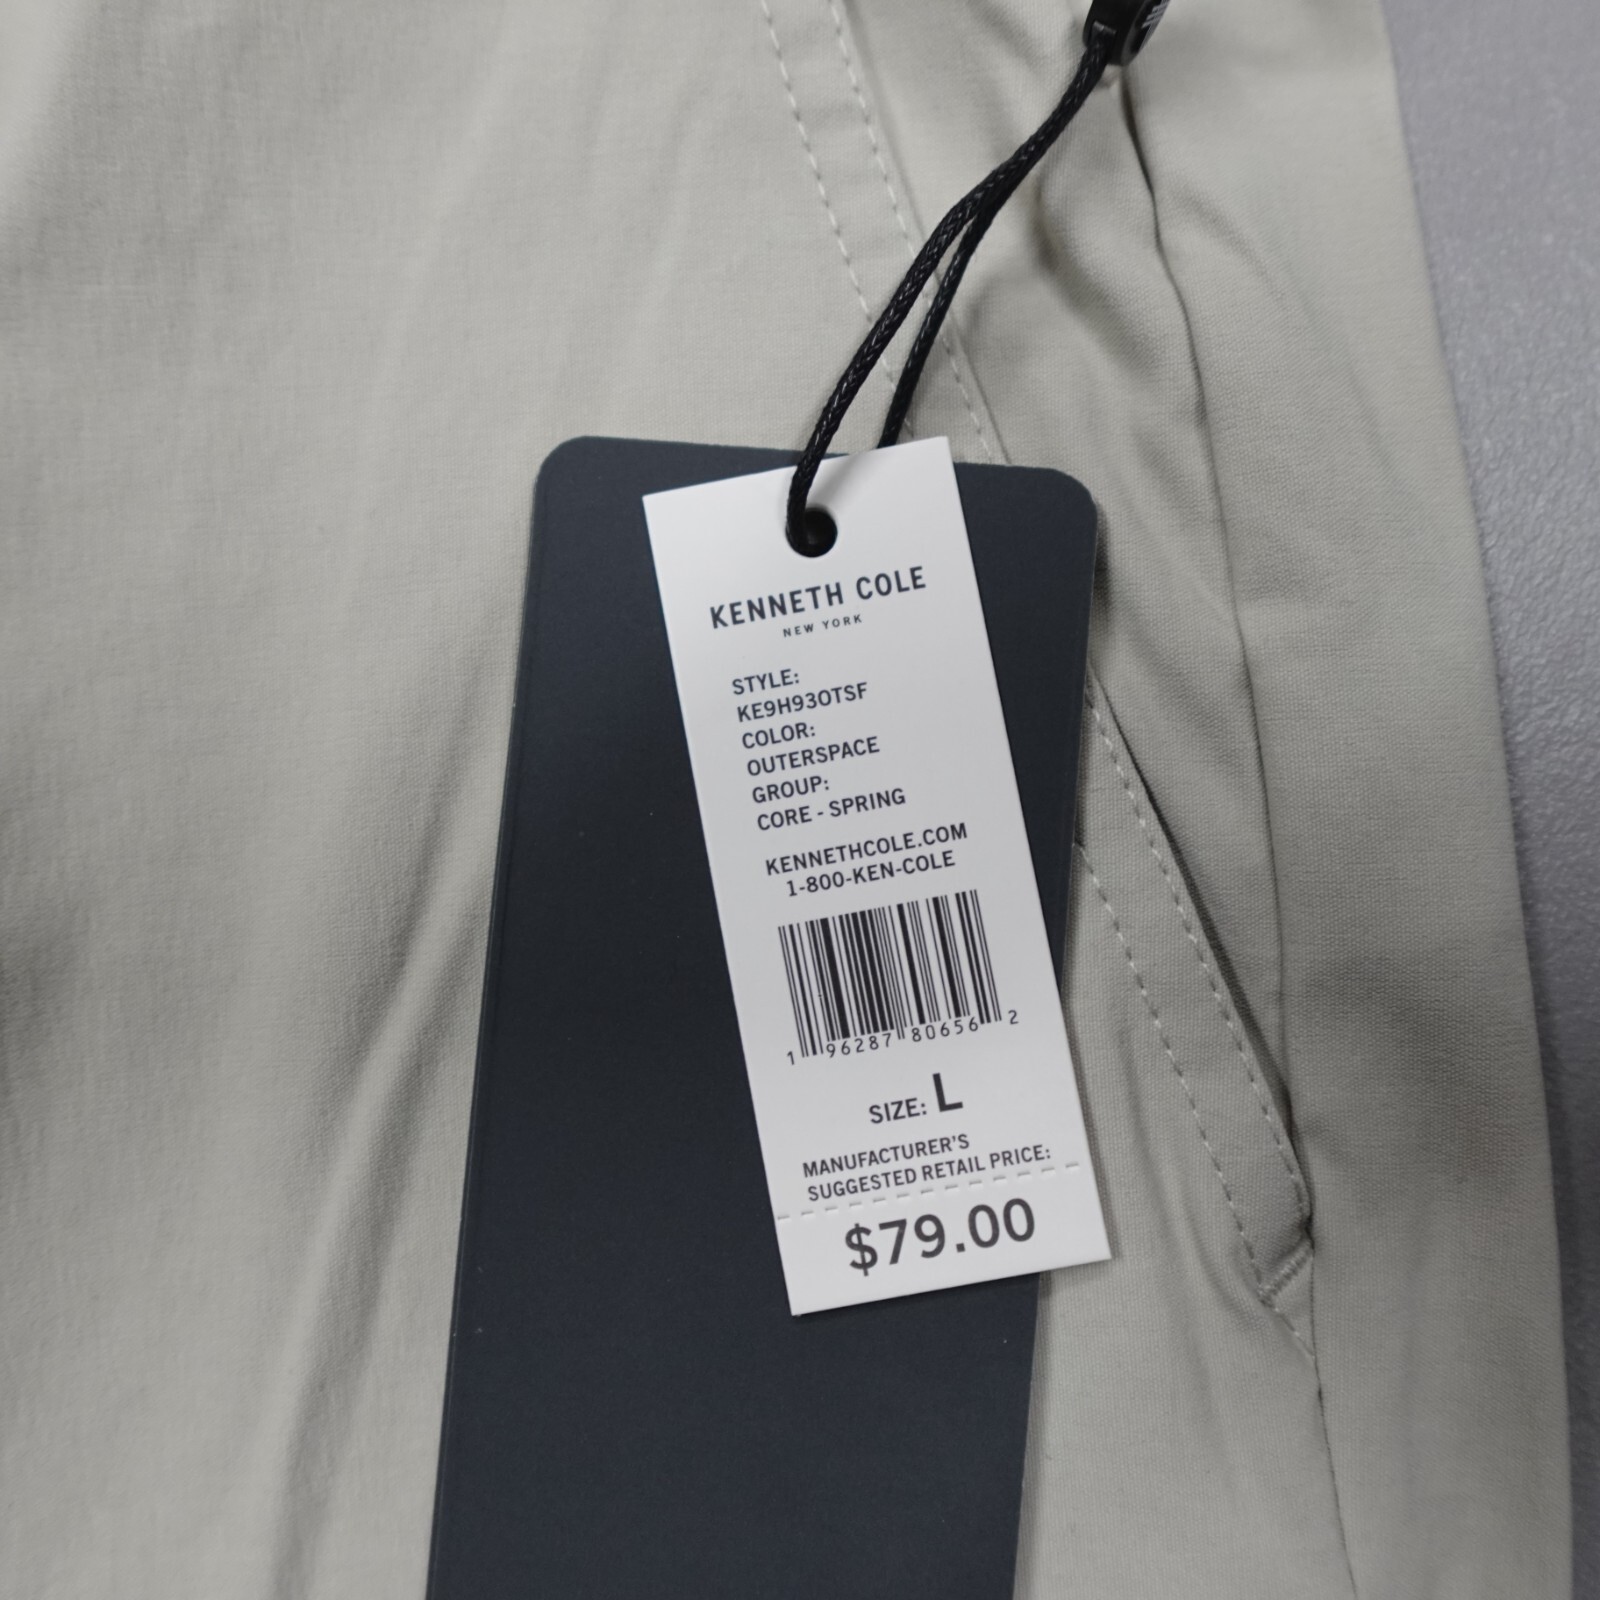 KENNETH COLE
NEW YORK
STYLE:
KE9H93OTSF
COLOR:
OUTERSPACE
GROUP:
CORE - SPRING
KENNETHCOLE.COM
1-800-KEN-COLE
1 96287 80656 2
SIZE: L
MANUFACTURER'S
SUGGESTED RETAIL PRICE:
$79.00